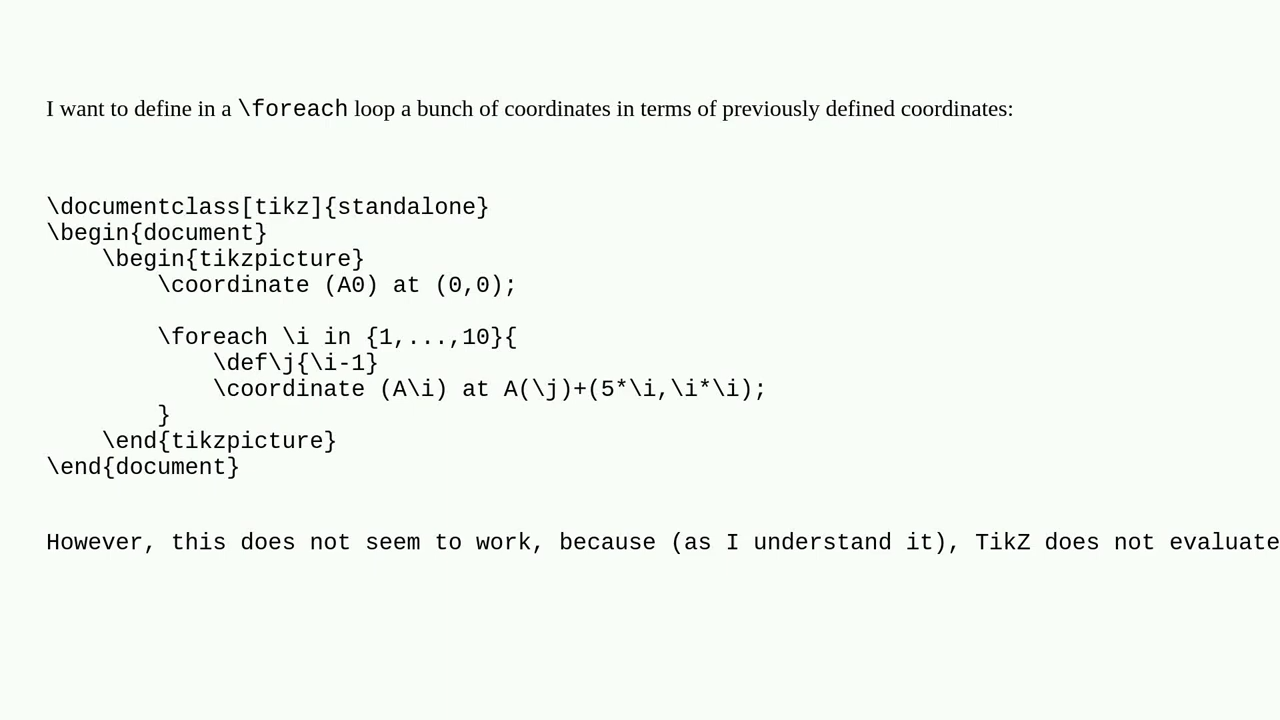 I want to define in a \foreach loop a bunch of coordinates in terms of previously defined coordinates:
\documentclass[tikz]{standalone}
\begin{document}
    \begin{tikzpicture}
        \coordinate (A0) at (0,0);
        \foreach \i in {1,...,10}{
            \def\j{\i-1}
            \coordinate (A\i) at A(\j)+(5*\i,\i*\i);
        }
    \end{tikzpicture}
\end{document}
However, this does not seem to work, because (as I understand it), TikZ does not evaluate